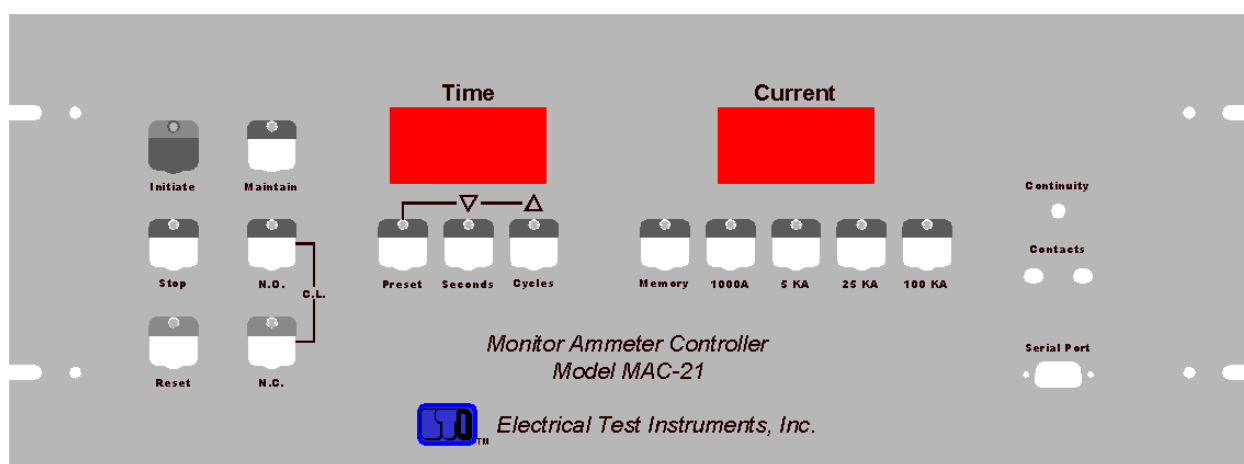 Time
Current
Initiate
Maintain
Continuity
Stop
N.O.
Preset
Seconds
Cycles
Memory
1000A
5 KA
25 KA
100 KA
Contacts
C.L.
Monitor Ammeter Controller
Model MAC-21
Serial Port
Reset
N.C.
TM
Electrical Test Instruments, Inc.